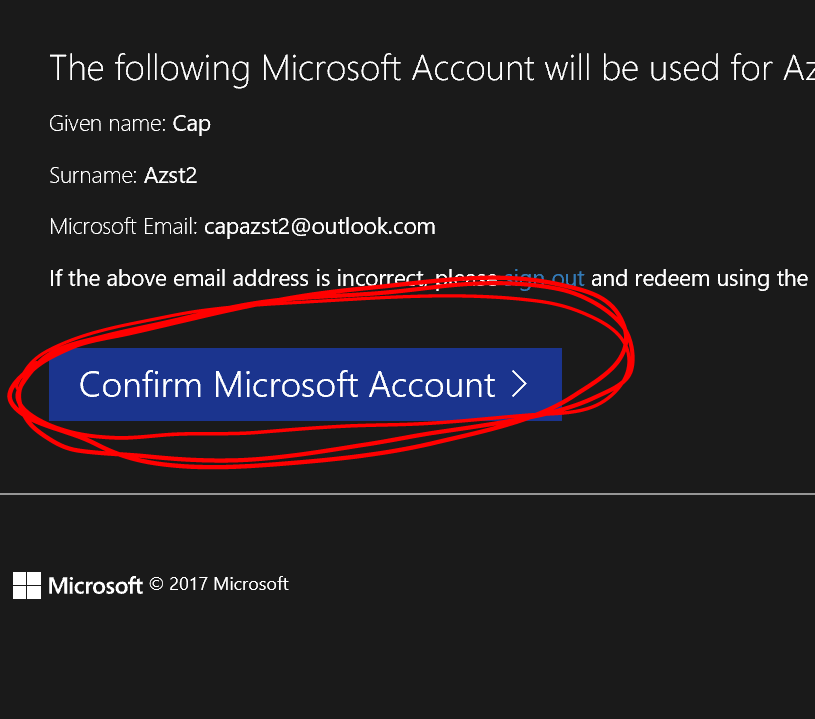 The following Microsoft Account will be used for Az
Given name: Cap
Surname: Azst2
Microsoft Email: capazst2@outlook.com
If the above email address is incorrect, please sign out and redeem using the
Confirm Microsoft Account
Microsoft © 2017 Microsoft